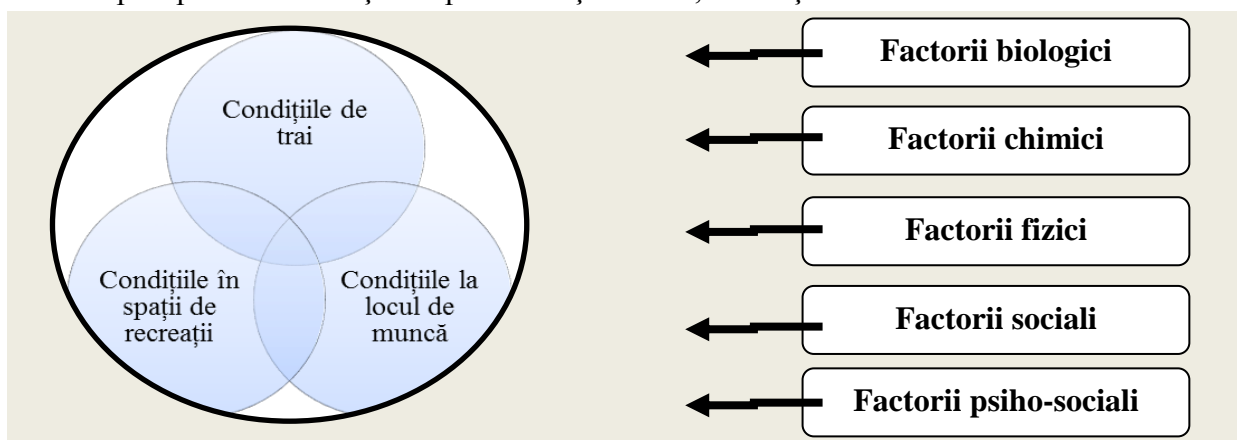 Condițiile de
trai
Condițiile în
spații de
recreații
Condițiile la
locul de
muncă
Factorii biologici
Factorii chimici
Factorii fizici
Factorii sociali
Factorii psiho-sociali